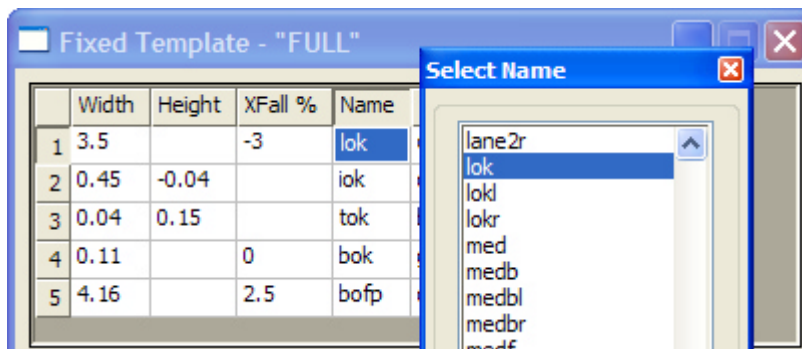 Fixed Template - "FULL"
Select Name
Width Height XFall % Name
1 3.5 -3 lok
2 0.45 -0.04 iok
3 0.04 0.15 tok
4 0.11 0 bok
5 4.16 2.5 bofp
lane2r
lok
lokl
lokr
med
medb
medbl
medbr
medf